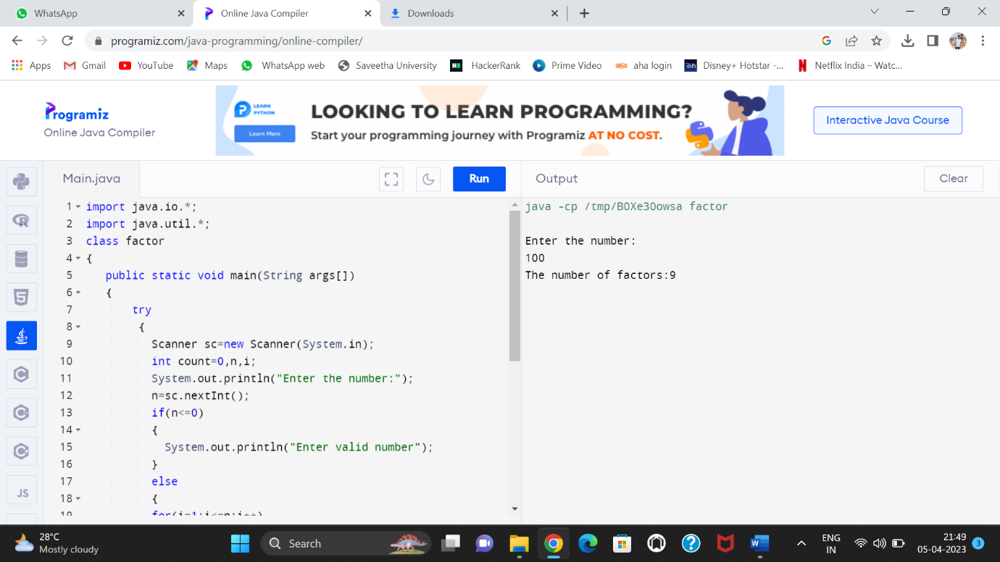 WhatsApp
Online Java Compiler
Downloads
programiz.com/java-programming/online-compiler/
Apps
Gmail
YouTube
Maps
WhatsApp web
Saveetha University
HackerRank
Prime Video
aha login
Disney+ Hotstar -...
Netflix India – Watc...
Programiz
Online Java Compiler
LEARN
PYTHON
Learn More
LOOKING TO LEARN PROGRAMMING?
Start your programming journey with Programiz AT NO COST.
Interactive Java Course
Main.java
Run
Output
Clear
1 import java.io.*;
2 import java.util.*;
3 class factor
4 {
5 public static void main(String args[])
6 {
7 try
8 {
9 Scanner sc=new Scanner(System.in);
10 int count=0,n,i;
11 System.out.println("Enter the number:");
12 n=sc.nextInt();
13 if(n<=0)
14 {
15 System.out.println("Enter valid number");
16 }
17 else
18 {
19 for(i=1;i<=n;i++)
java -cp /tmp/BOXe3Oowsa factor
Enter the number:
100
The number of factors:9
JS
28°C
Mostly cloudy
Search
ENG
IN
21:49
05-04-2023
3